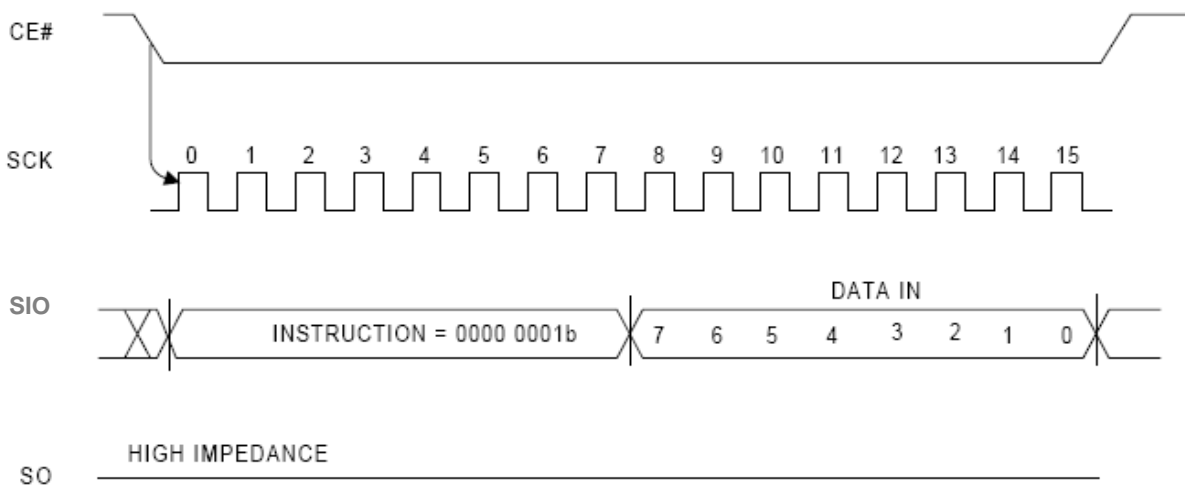 CE#
SCK 0 1 2 3 4 5 6 7 8 9 10 11 12 13 14 15
DATA IN
SIO INSTRUCTION = 0000 0001b 7 6 5 4 3 2 1 0
HIGH IMPEDANCE
SO